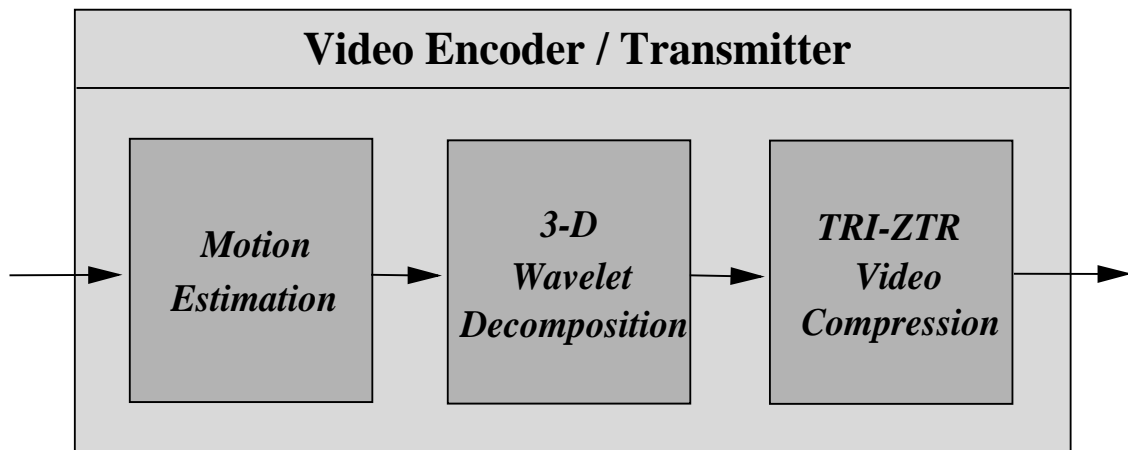 Video Encoder / Transmitter
Motion
Estimation
3-D
Wavelet
Decomposition
TRI-ZTR
Video
Compression